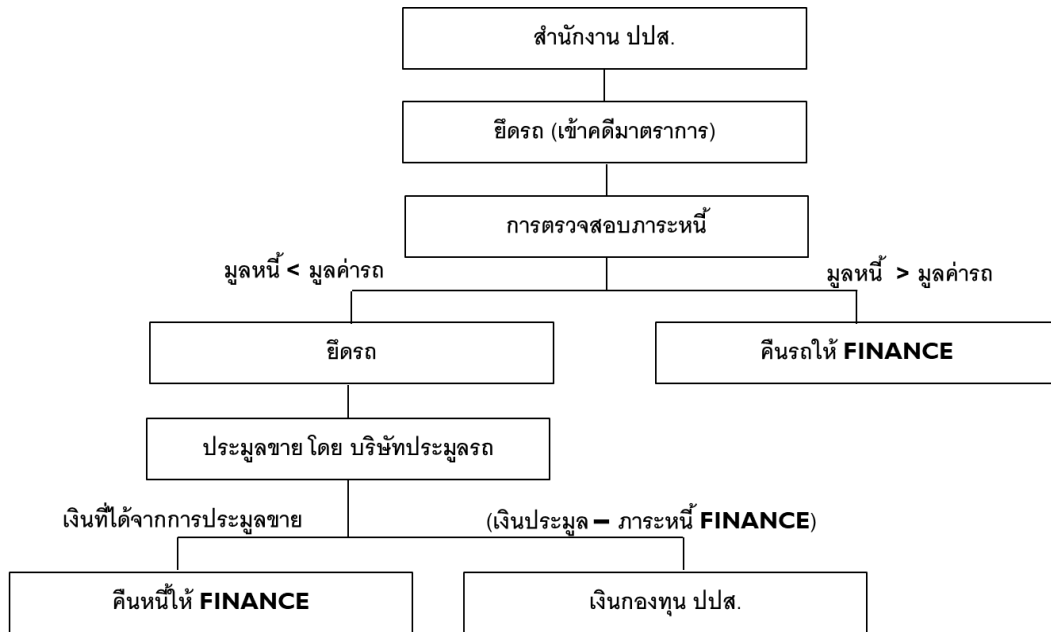 สำนักงาน ปปส.
ยึดรถ (เข้าคดีมาตราการ)
การตรวจสอบภาระหนี้
มูลหนี้ < มูลค่ารถ
มูลหนี้ > มูลค่ารถ
ยึดรถ
คืนรถให้ FINANCE
ประมูลขาย โดย บริษัทประมูลรถ
เงินที่ได้จากการประมูลขาย
(เงินประมูล – ภาระหนี้ FINANCE)
คืนหนี้ให้ FINANCE
เงินกองทุน ปปส.